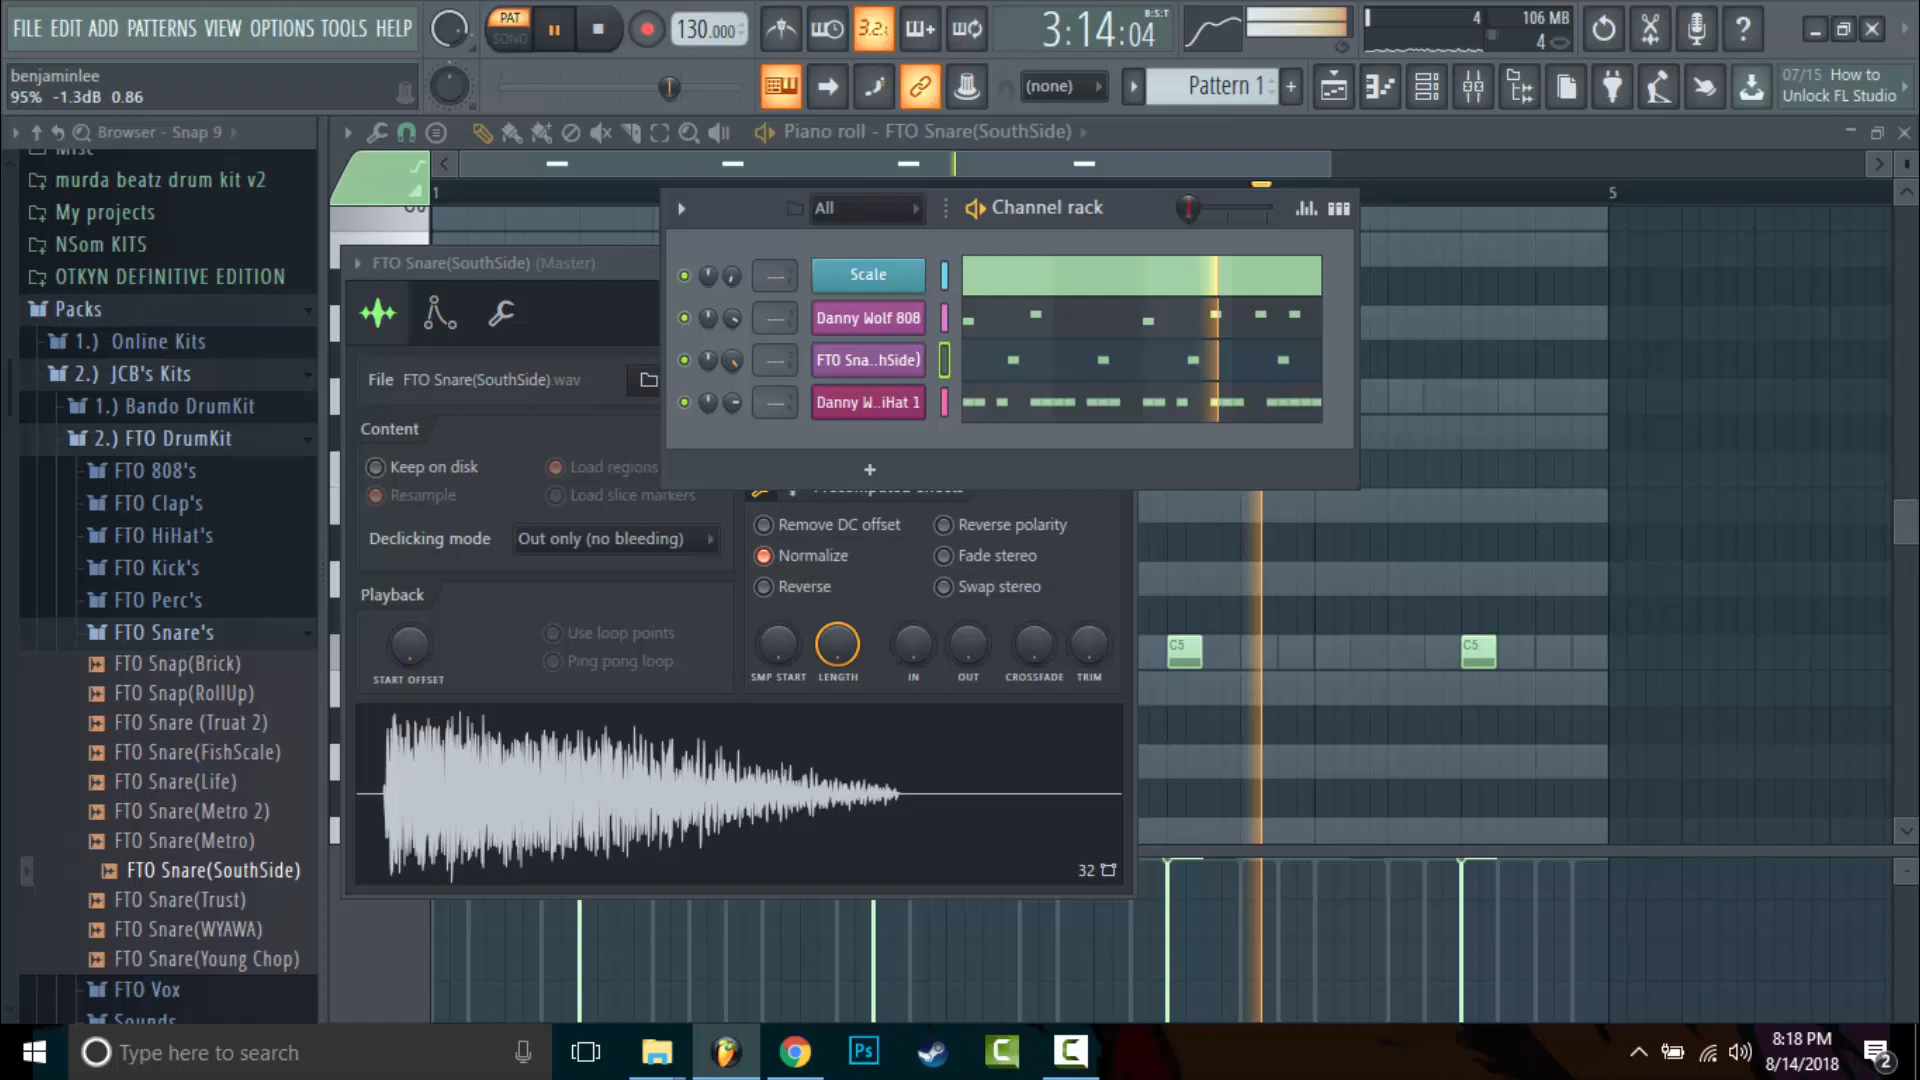 FILE EDIT ADD PATTERNS VIEW OPTIONS TOOLS HELP
PAT
SONG
130.000
3.2.
3:14:04
B:S:T
4
106 MB
4
benjaminlee
95% -1.3dB 0.86
(none)
Pattern 1
07/15 How to
Unlock FL Studio
Browser - Snap 9
Piano roll - FTO Snare(SouthSide)
Misc
murda beatz drum kit v2
My projects
NSom KITS
OTKYN DEFINITIVE EDITION
Packs
1.) Online Kits
2.) JCB's Kits
1.) Bando DrumKit
2.) FTO DrumKit
FTO 808's
FTO Clap's
FTO HiHat's
FTO Kick's
FTO Perc's
FTO Snare's
FTO Snap(Brick)
FTO Snap(RollUp)
FTO Snare (Truat 2)
FTO Snare(FishScale)
FTO Snare(Life)
FTO Snare(Metro 2)
FTO Snare(Metro)
FTO Snare(SouthSide)
FTO Snare(Trust)
FTO Snare(WYAWA)
FTO Snare(Young Chop)
FTO Vox
Sounds
1
5
All
Channel rack
Scale
Danny Wolf 808
FTO Sna..hSide)
Danny W..iHat 1
+
FTO Snare(SouthSide) (Master)
File FTO Snare(SouthSide).wav
Content
Keep on disk
Load regions
Resample
Load slice markers
Declicking mode
Out only (no bleeding)
Playback
Use loop points
Ping pong loop
START OFFSET
Precomputed effects
Remove DC offset
Reverse polarity
Normalize
Fade stereo
Reverse
Swap stereo
SMP START
LENGTH
IN
OUT
CROSSFADE
TRIM
32
C5
C5
Type here to search
Ps
8:18 PM
8/14/2018
2